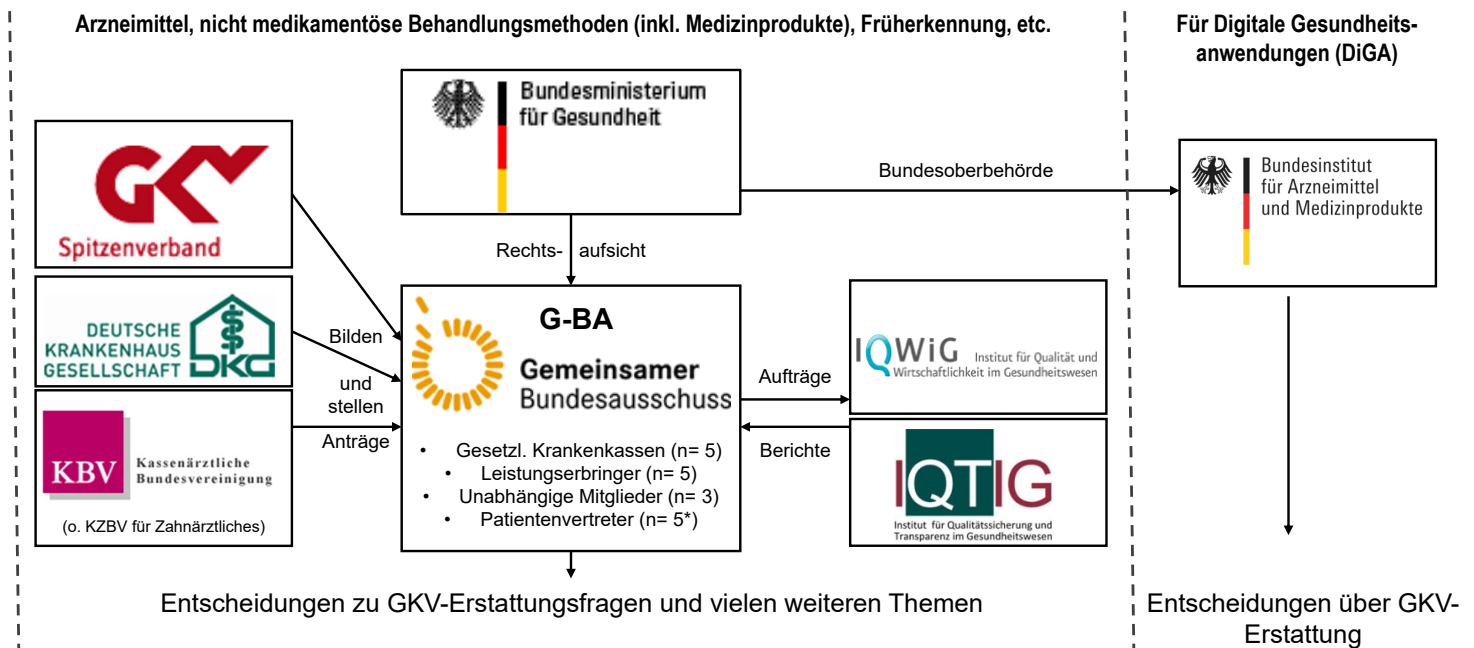 Arzneimittel, nicht medikamentöse Behandlungsmethoden (inkl. Medizinprodukte), Früherkennung, etc.
Für Digitale Gesundheits-
anwendungen (DiGA)
Bundesministerium
für Gesundheit
GKV
Spitzenverband
Bundesoberbehörde
Bundesinstitut
für Arzneimittel
und Medizinprodukte
Rechts- aufsicht
DEUTSCHE
KRANKENHAUS
GESELLSCHAFT
DKG
Bilden
und
stellen
Anträge
G-BA
Gemeinsamer
Bundesausschuss
• Gesetzl. Krankenkassen (n= 5)
• Leistungserbringer (n= 5)
• Unabhängige Mitglieder (n= 3)
• Patientenvertreter (n= 5*)
Aufträge
Berichte
IQWiG Institut für Qualität und
Wirtschaftlichkeit im Gesundheitswesen
KBV
Kassenärztliche
Bundesvereinigung
(o. KZBV für Zahnärztliches)
IQTIG
Institut für Qualitätssicherung und
Transparenz im Gesundheitswesen
Entscheidungen zu GKV-Erstattungsfragen und vielen weiteren Themen
Entscheidungen über GKV-
Erstattung